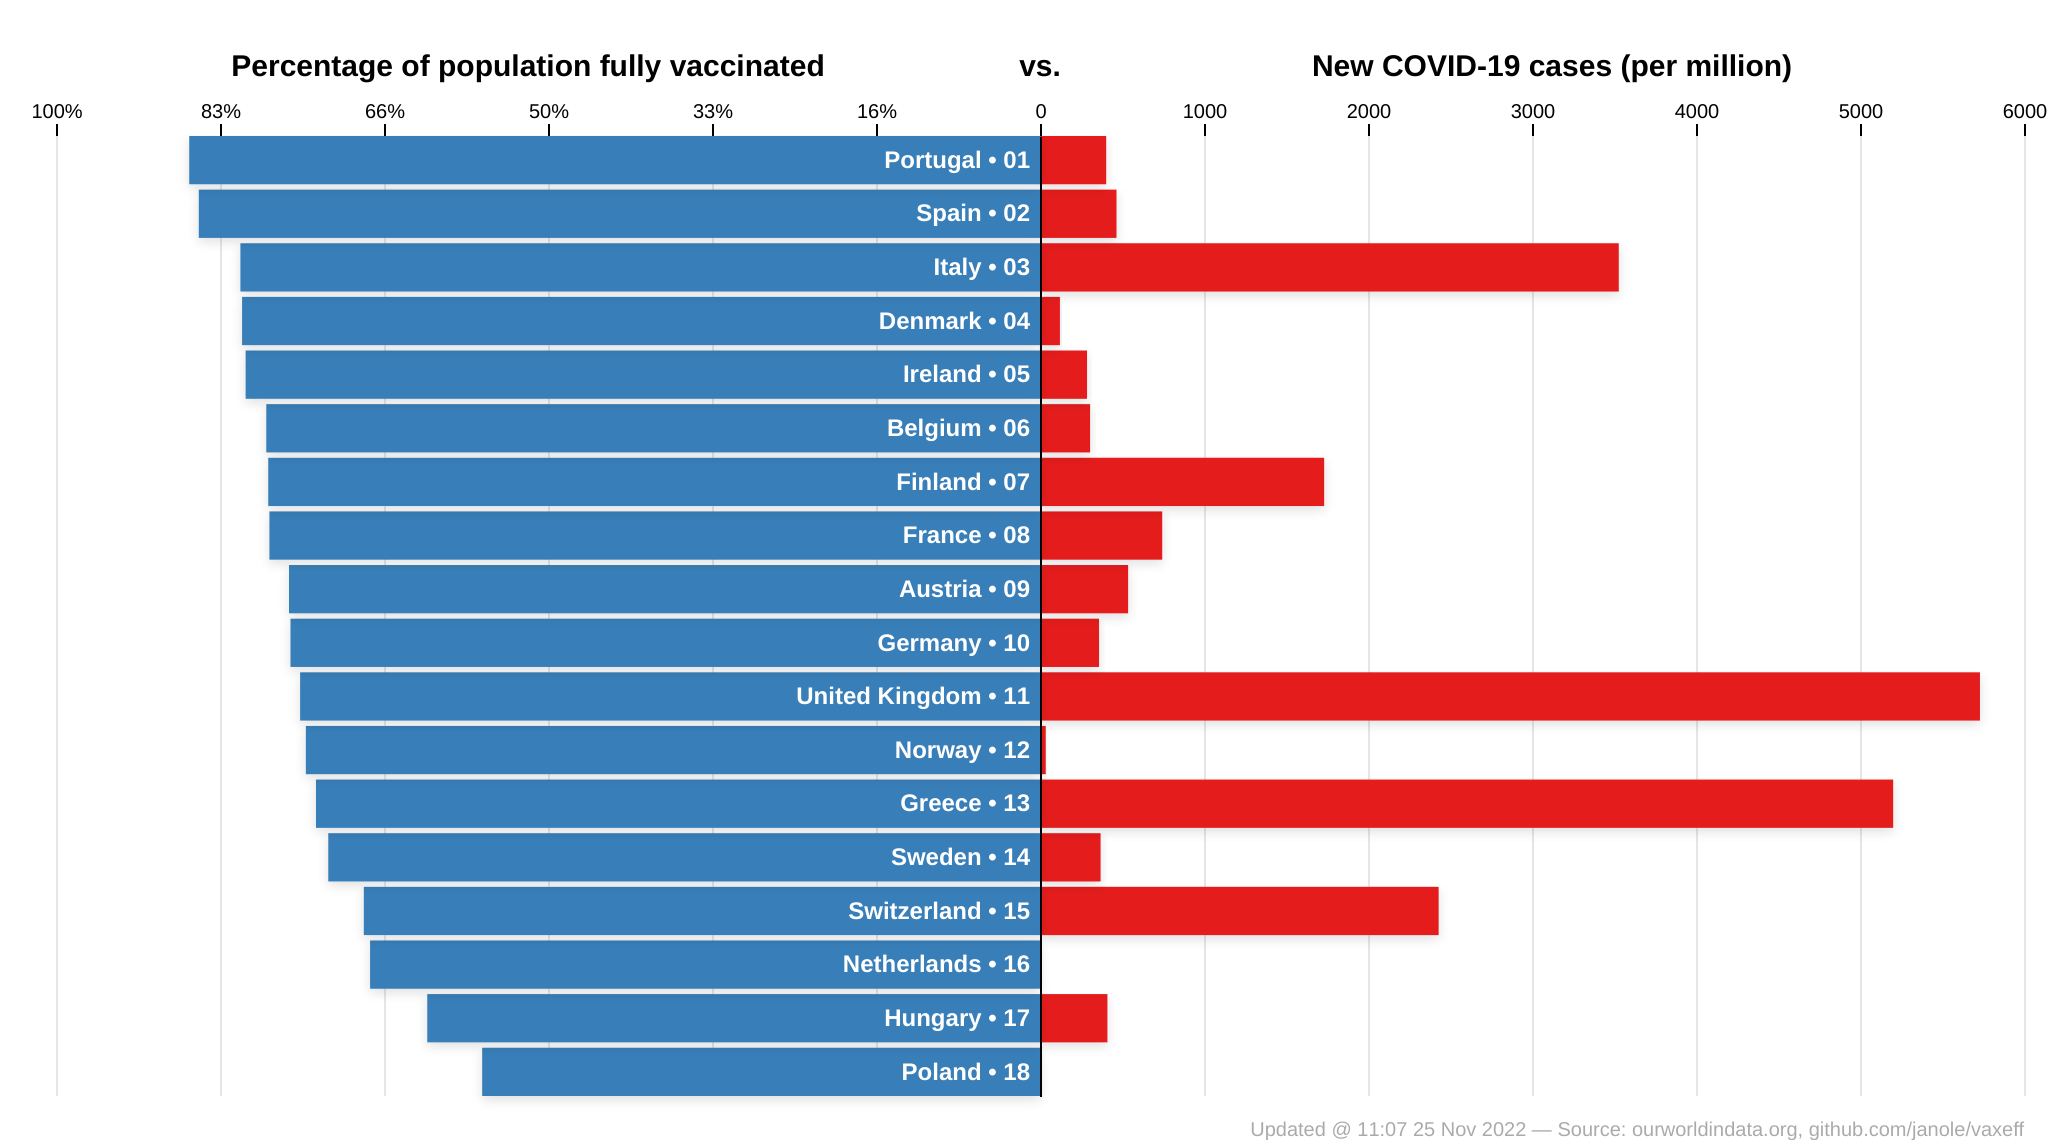 Percentage of population fully vaccinated vs. New COVID-19 cases (per million)
100% 83% 66% 50% 33% 16% 0 1000 2000 3000 4000 5000 6000
Portugal • 01
Spain • 02
Italy • 03
Denmark • 04
Ireland • 05
Belgium • 06
Finland • 07
France • 08
Austria • 09
Germany • 10
United Kingdom • 11
Norway • 12
Greece • 13
Sweden • 14
Switzerland • 15
Netherlands • 16
Hungary • 17
Poland • 18
Updated @ 11:07 25 Nov 2022 — Source: ourworldindata.org, github.com/janole/vaxeff